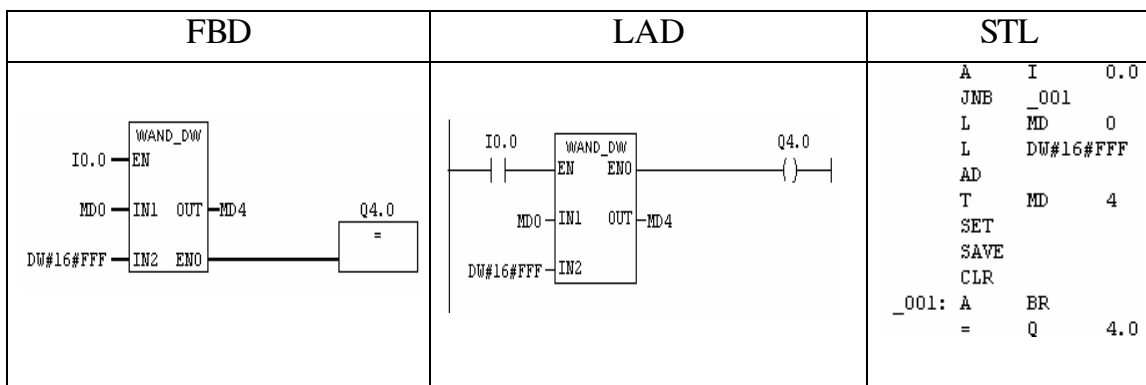 FBD
LAD
STL
WAND_DW
I0.0 EN
MD0 IN1 OUT MD4
Q4.0
=
DW#16#FFF IN2 ENO
I0.0
WAND_DW
Q4.0
EN ENO
( )
MD0 IN1 OUT MD4
DW#16#FFF IN2
A I 0.0
JNB _001
L MD 0
L DW#16#FFF
AD
T MD 4
SET
SAVE
CLR
_001: A BR
= Q 4.0